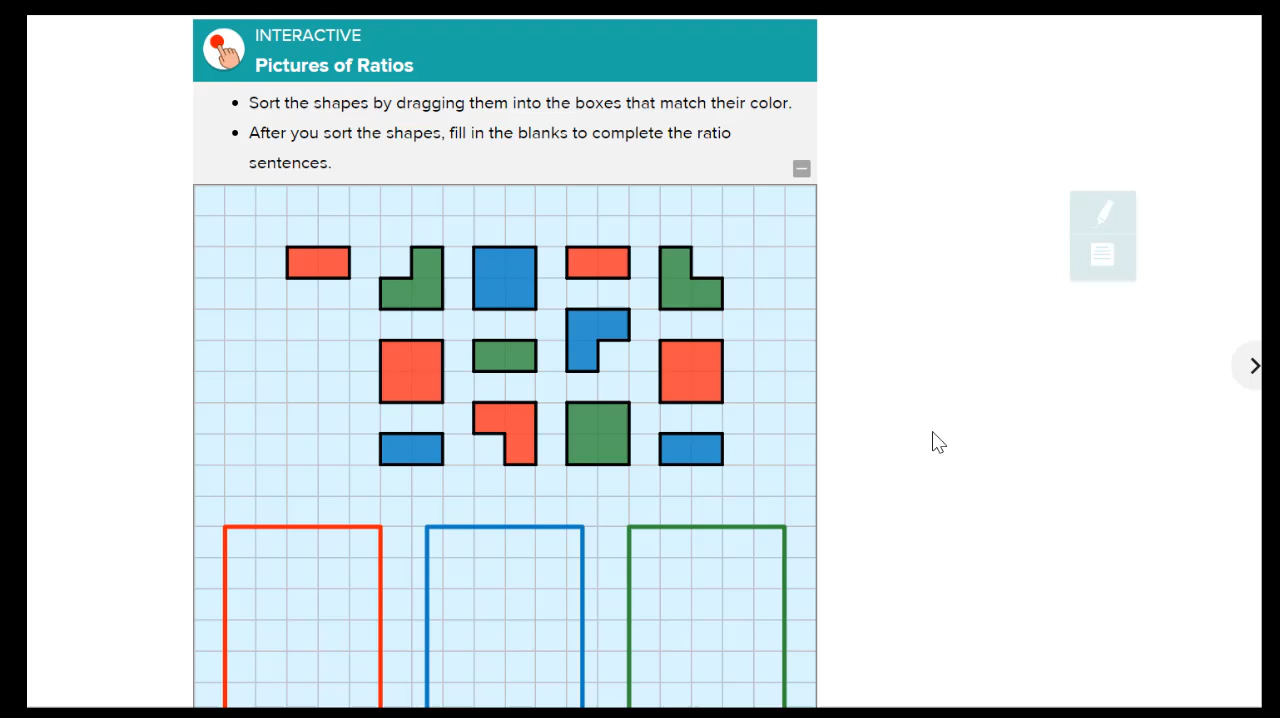 INTERACTIVE
Pictures of Ratios
Sort the shapes by dragging them into the boxes that match their color.
After you sort the shapes, fill in the blanks to complete the ratio
sentences.